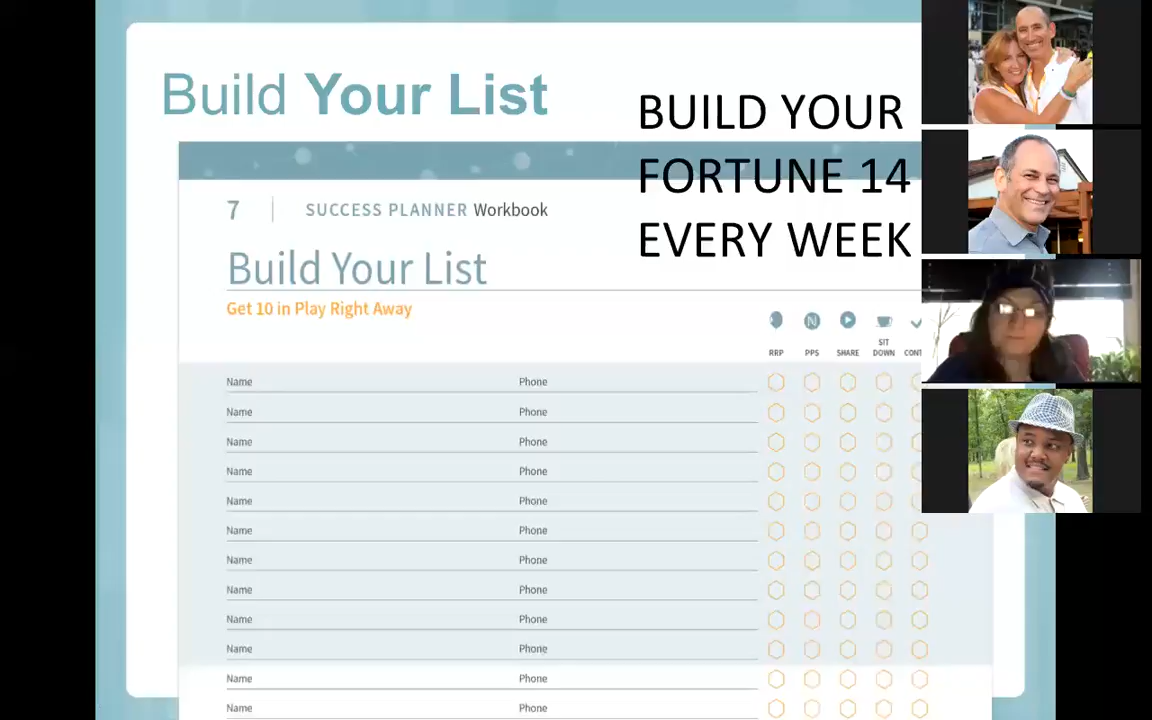 Build Your List
BUILD YOUR
FORTUNE 14
EVERY WEEK
7 | SUCCESS PLANNER Workbook
Build Your List
Get 10 in Play Right Away
RRP PPS SHARE SIT DOWN CONT
Name Phone
Name Phone
Name Phone
Name Phone
Name Phone
Name Phone
Name Phone
Name Phone
Name Phone
Name Phone
Name Phone
Name Phone